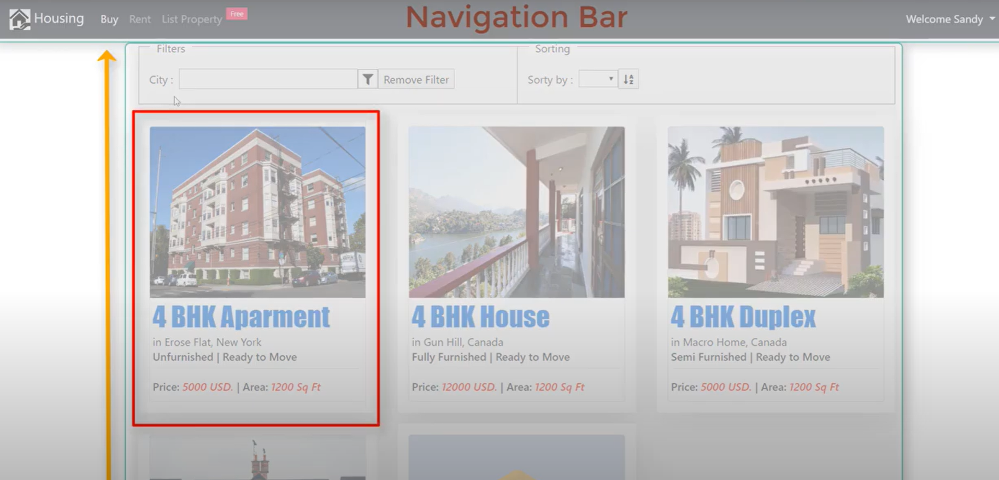 Housing Buy Rent List Property Free Navigation Bar Welcome Sandy
Filters
Sorting
City :
Remove Filter
Sorty by :
4 BHK Aparment
in Erose Flat, New York
Unfurnished | Ready to Move
Price: 5000 USD. | Area: 1200 Sq Ft
4 BHK House
in Gun Hill, Canada
Fully Furnished | Ready to Move
Price: 12000 USD. | Area: 1200 Sq Ft
4 BHK Duplex
in Macro Home, Canada
Semi Furnished | Ready to Move
Price: 5000 USD. | Area: 1200 Sq Ft